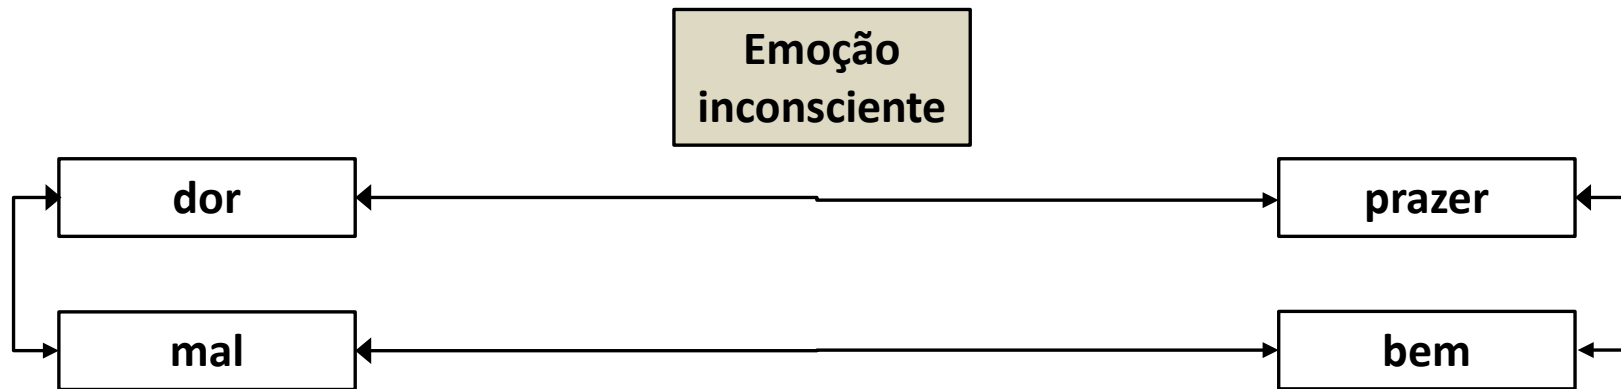 Emoção
inconsciente
dor
prazer
mal
bem